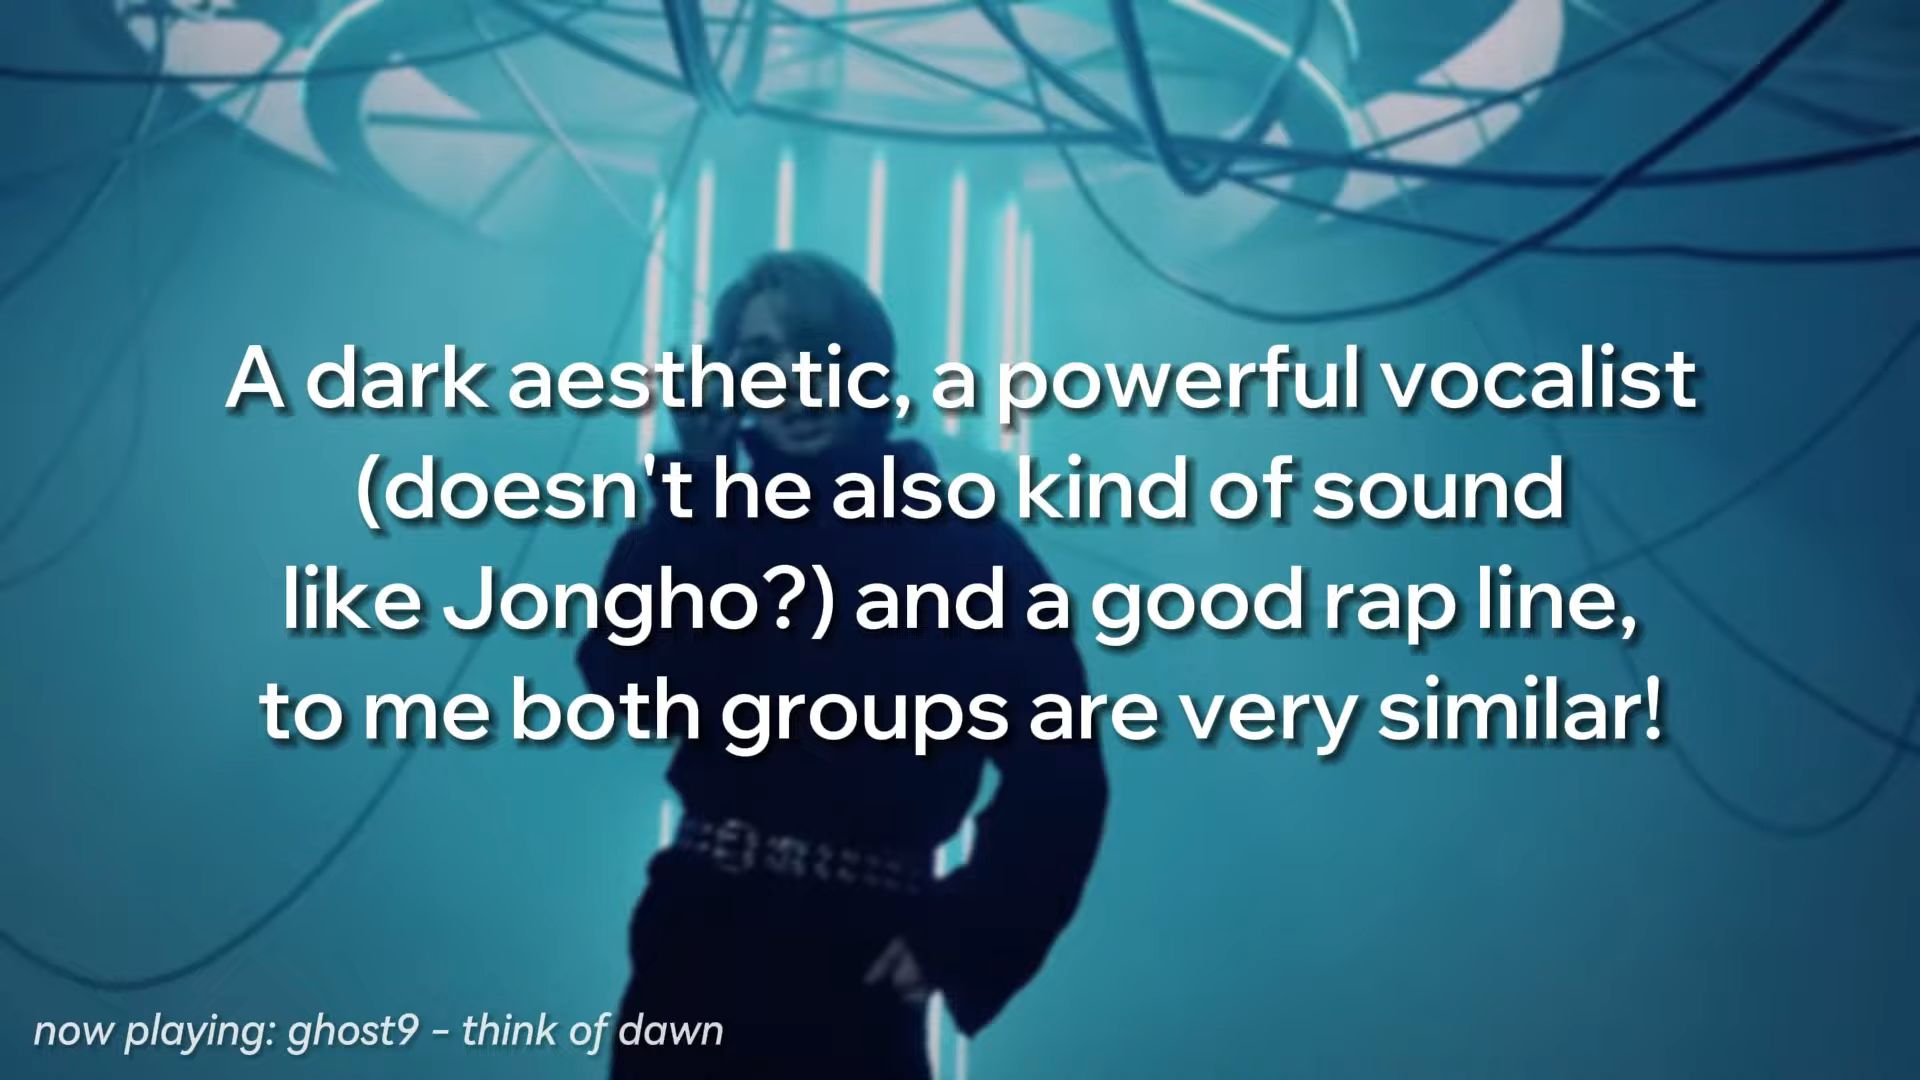 A dark aesthetic, a powerful vocalist
(doesn't he also kind of sound
like Jongho?) and a good rap line,
to me both groups are very similar!
now playing: ghost9 - think of dawn